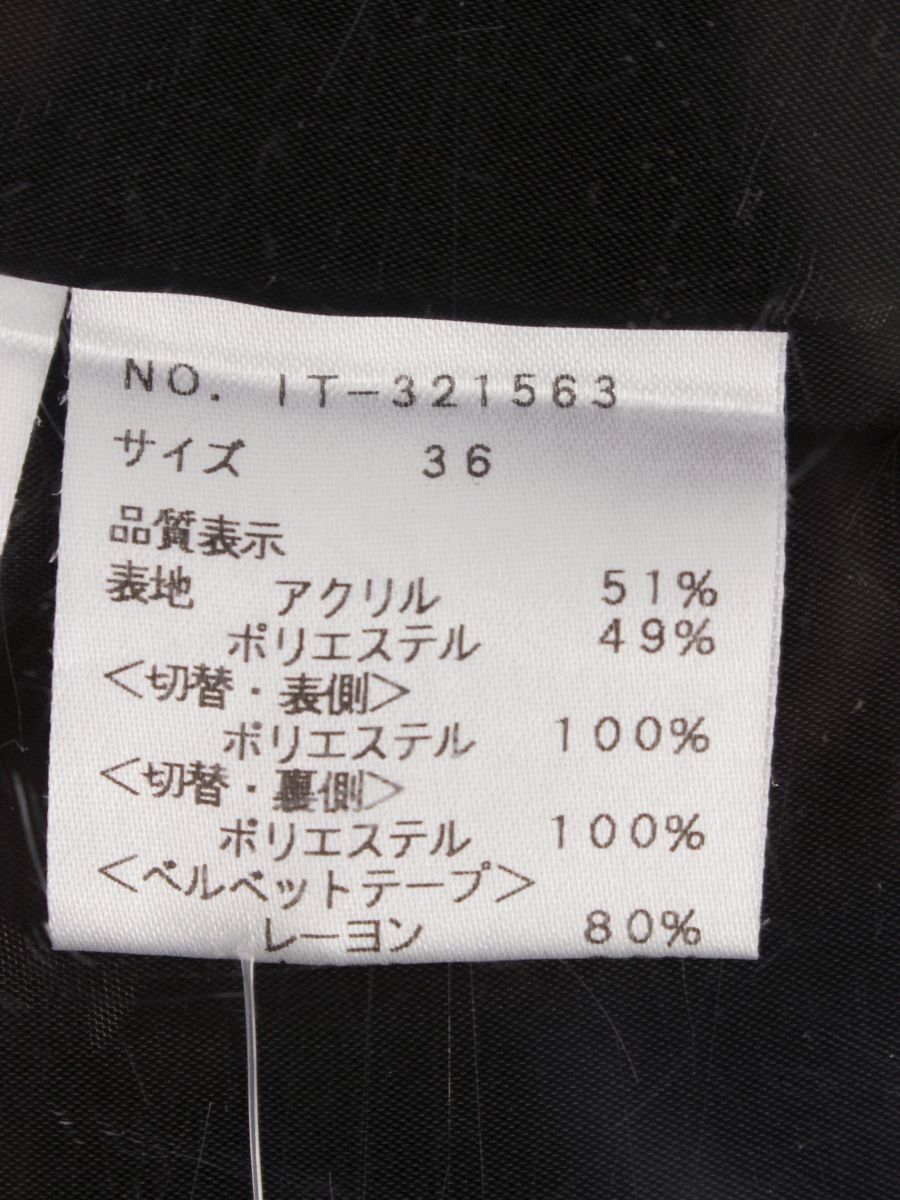 NO. IT-321563
サイズ 36
品質表示
表地 アクリル 51%
ポリエステル 49%
<切替・表側>
ポリエステル 100%
<切替・裏側>
ポリエステル 100%
<ベルベットテープ>
レーヨン 80%